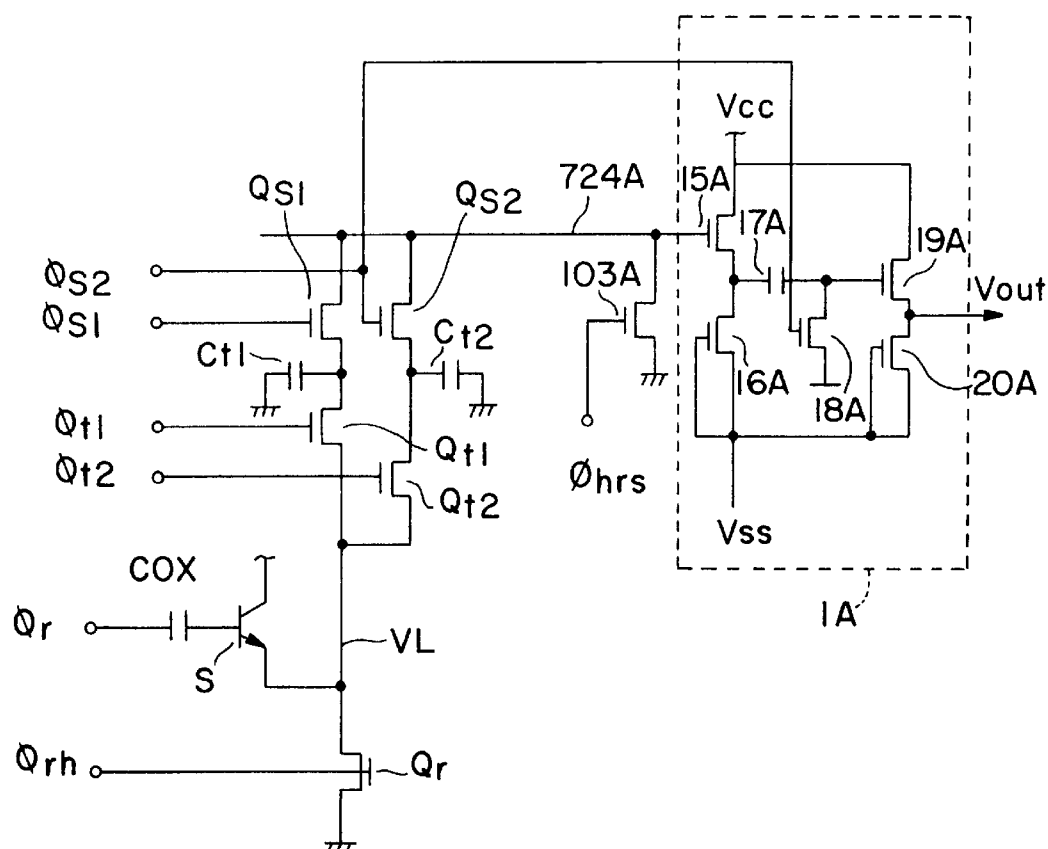 Vcc
724A
15A
QS1
QS2
17A
19A
103A
ØS2
Vout
ØS1
Ct1
Ct2
16A
18A
20A
Øt1
Qt1
Øhrs
Øt2
Qt2
Vss
COX
1A
Ør
VL
S
Ørh
Qr